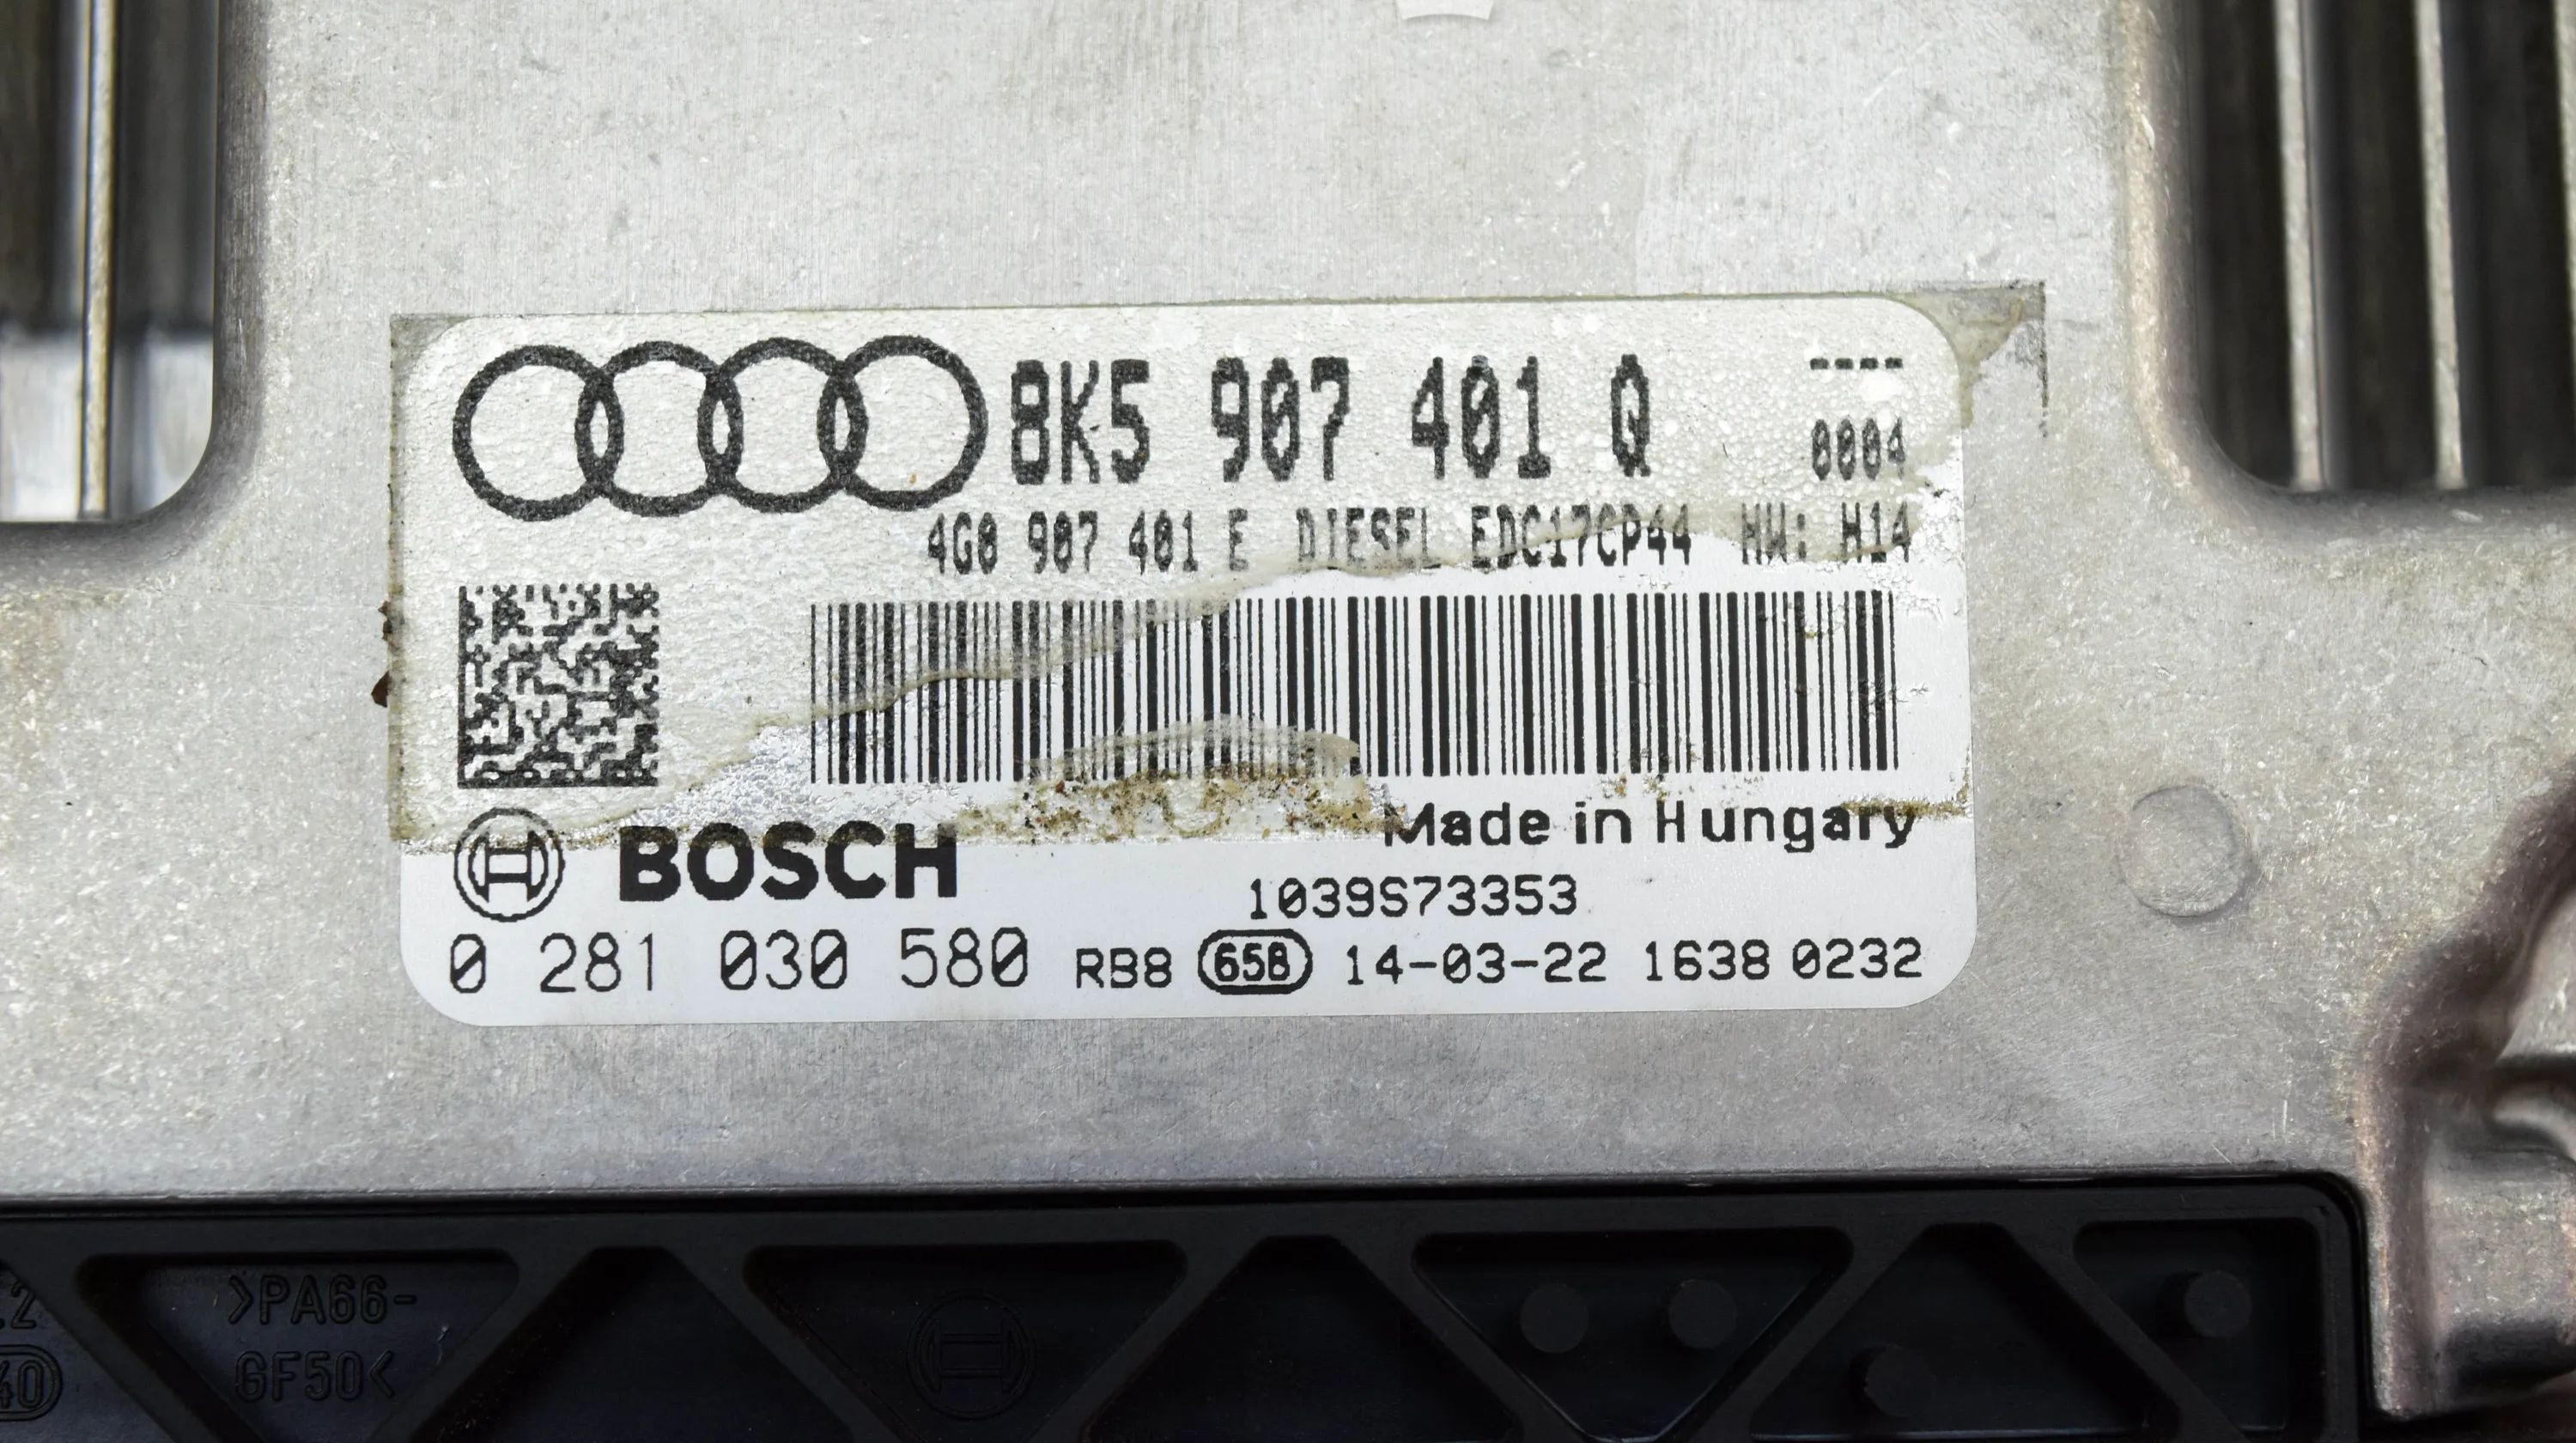 8K5 907 401 Q ----
0004
4G0 907 401 E DIESEL EDC17CP44 HW: H14
BOSCH
Made in Hungary
1039S73353
0 281 030 580 RB8 658 14-03-22 1638 0232
>PA66-
GF50<